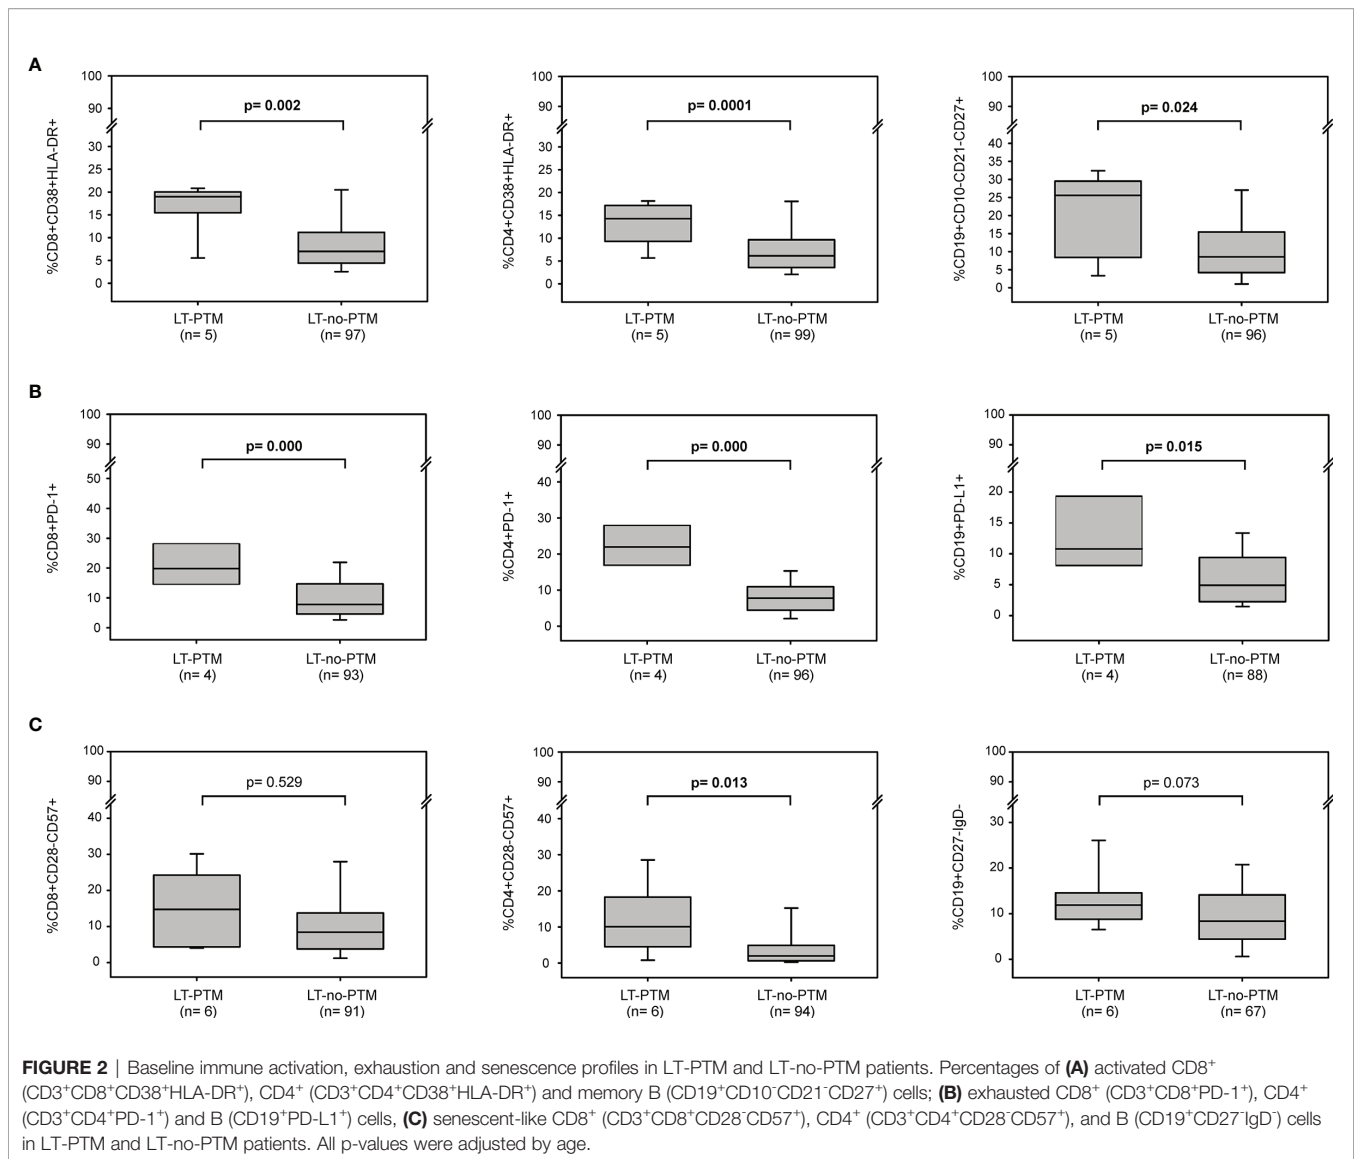 A
%CD8+CD38+HLA-DR+
100
90
30
25
20
15
10
5
0
p= 0.002
LT-PTM
(n= 5)
LT-no-PTM
(n= 97)
%CD4+CD38+HLA-DR+
100
90
30
25
20
15
10
5
0
p= 0.0001
LT-PTM
(n= 5)
LT-no-PTM
(n= 99)
%CD19+CD10-CD21-CD27+
100
90
40
35
30
25
20
15
10
5
0
p= 0.024
LT-PTM
(n= 5)
LT-no-PTM
(n= 96)
B
%CD8+PD-1+
100
90
50
40
30
20
10
0
p= 0.000
LT-PTM
(n= 4)
LT-no-PTM
(n= 93)
%CD4+PD-1+
100
90
40
30
20
10
0
p= 0.000
LT-PTM
(n= 4)
LT-no-PTM
(n= 96)
%CD19+PD-L1+
100
90
20
15
10
5
0
p= 0.015
LT-PTM
(n= 4)
LT-no-PTM
(n= 88)
C
%CD8+CD28-CD57+
100
90
40
30
20
10
0
p= 0.529
LT-PTM
(n= 6)
LT-no-PTM
(n= 91)
%CD4+CD28-CD57+
100
90
40
30
20
10
0
p= 0.013
LT-PTM
(n= 6)
LT-no-PTM
(n= 94)
%CD19+CD27-IgD-
100
90
30
20
10
0
p= 0.073
LT-PTM
(n= 6)
LT-no-PTM
(n= 67)
FIGURE 2 | Baseline immune activation, exhaustion and senescence profiles in LT-PTM and LT-no-PTM patients. Percentages of (A) activated CD8⁺
(CD3⁺CD8⁺CD38⁺HLA-DR⁺), CD4⁺ (CD3⁺CD4⁺CD38⁺HLA-DR⁺) and memory B (CD19⁺CD10⁻CD21⁻CD27⁺) cells; (B) exhausted CD8⁺ (CD3⁺CD8⁺PD-1⁺), CD4⁺
(CD3⁺CD4⁺PD-1⁺) and B (CD19⁺PD-L1⁺) cells, (C) senescent-like CD8⁺ (CD3⁺CD8⁺CD28⁻CD57⁺), CD4⁺ (CD3⁺CD4⁺CD28⁻CD57⁺), and B (CD19⁺CD27⁻IgD⁻) cells
in LT-PTM and LT-no-PTM patients. All p-values were adjusted by age.